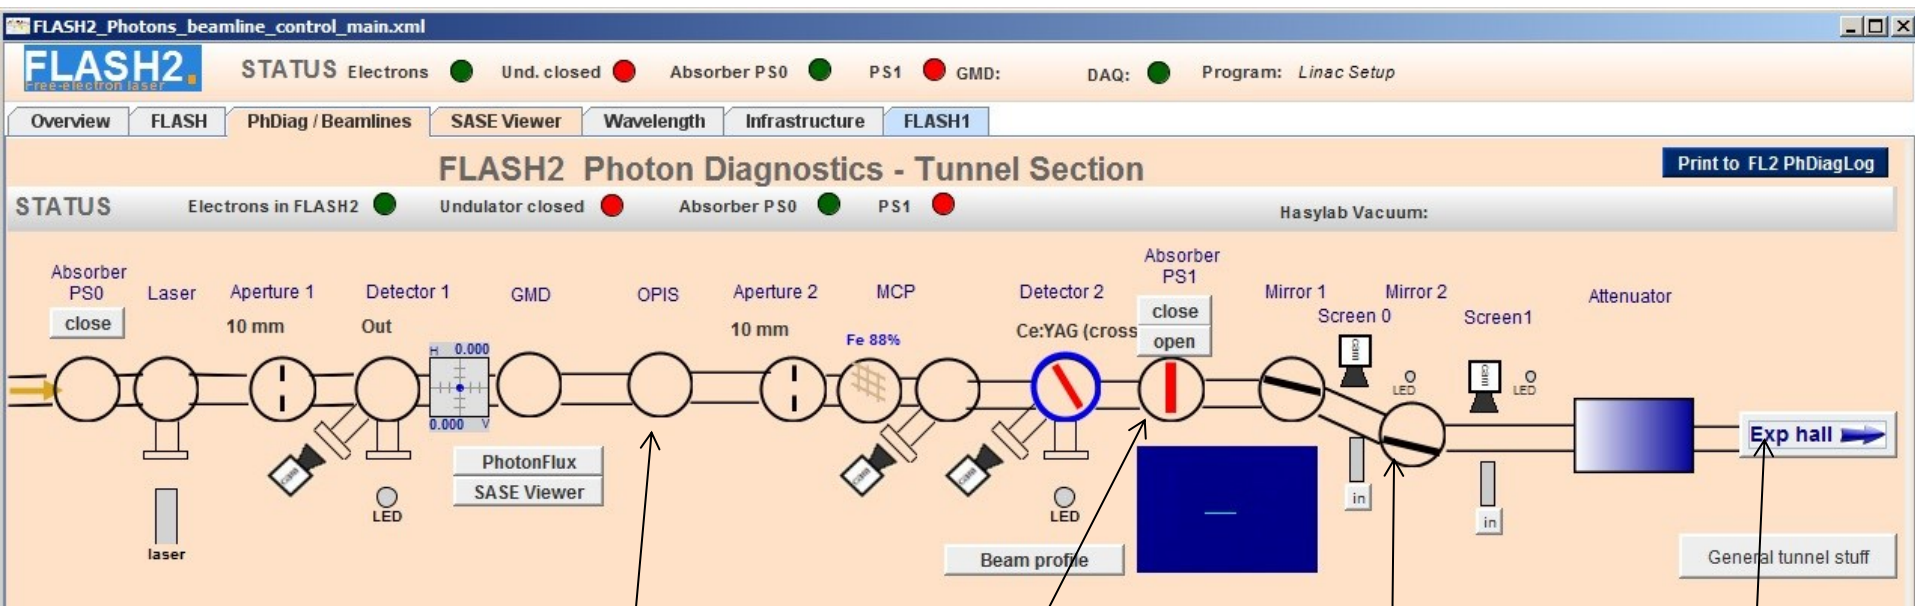 FLASH2_Photons_beamline_control_main.xml
FLASH2.
Free-electron laser
STATUS Electrons Und. closed Absorber PS0 PS1 GMD: DAQ: Program: Linac Setup
Overview FLASH PhDiag / Beamlines SASE Viewer Wavelength Infrastructure FLASH1
FLASH2 Photon Diagnostics - Tunnel Section
Print to FL2 PhDiagLog
STATUS Electrons in FLASH2 Undulator closed Absorber PS0 PS1 Hasylab Vacuum:
Absorber
PS0
close
Laser
Aperture 1
10 mm
Detector 1
Out
GMD
OPIS
Aperture 2
10 mm
MCP
Fe 88%
Detector 2
Ce:YAG (cross
Absorber
PS1
close
open
Mirror 1
Mirror 2
Screen 0
Screen1
Attenuator
H 0.000
0.000 V
cam
LED
cam
LED
Exp hall
PhotonFlux
SASE Viewer
cam
cam
cam
LED
LED
in
in
laser
Beam profile
General tunnel stuff